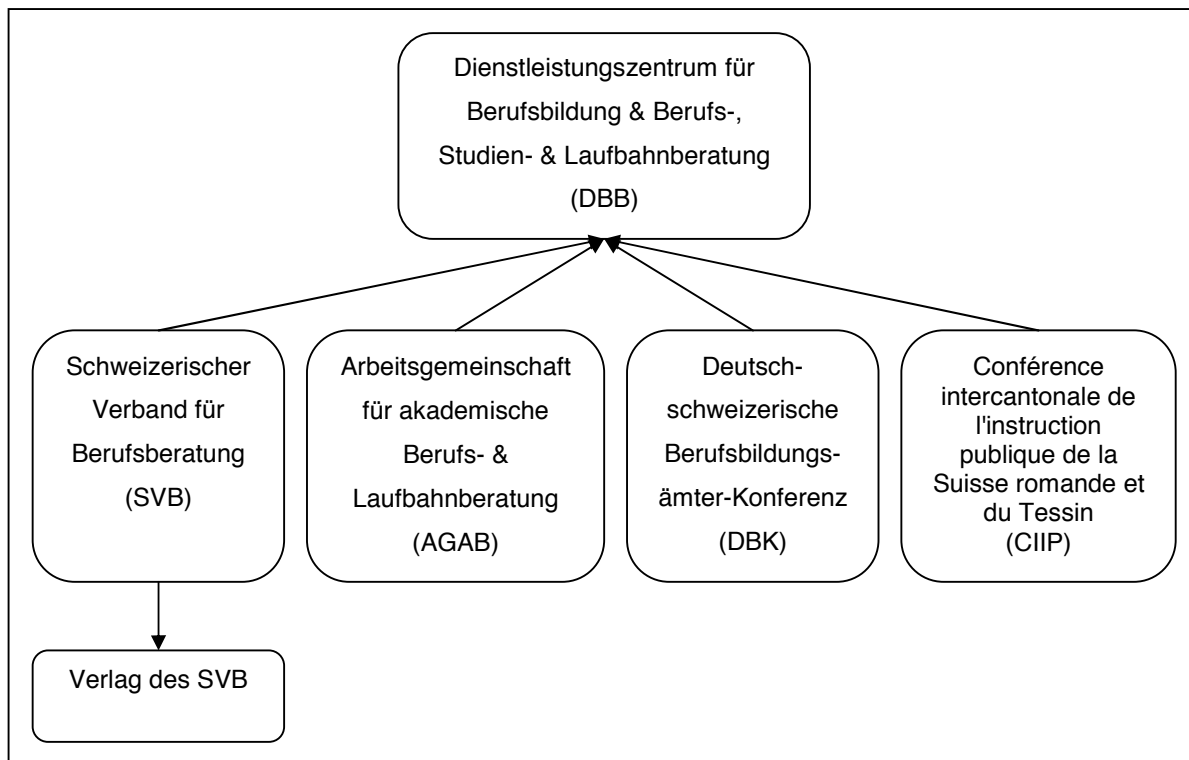 Dienstleistungszentrum für
Berufsbildung & Berufs-,
Studien- & Laufbahnberatung
(DBB)
Schweizerischer
Verband für
Berufsberatung
(SVB)
Arbeitsgemeinschaft
für akademische
Berufs- &
Laufbahnberatung
(AGAB)
Deutsch-
schweizerische
Berufsbildungs-
ämter-Konferenz
(DBK)
Conférence
intercantonale de
l'instruction
publique de la
Suisse romande et
du Tessin
(CIIP)
Verlag des SVB